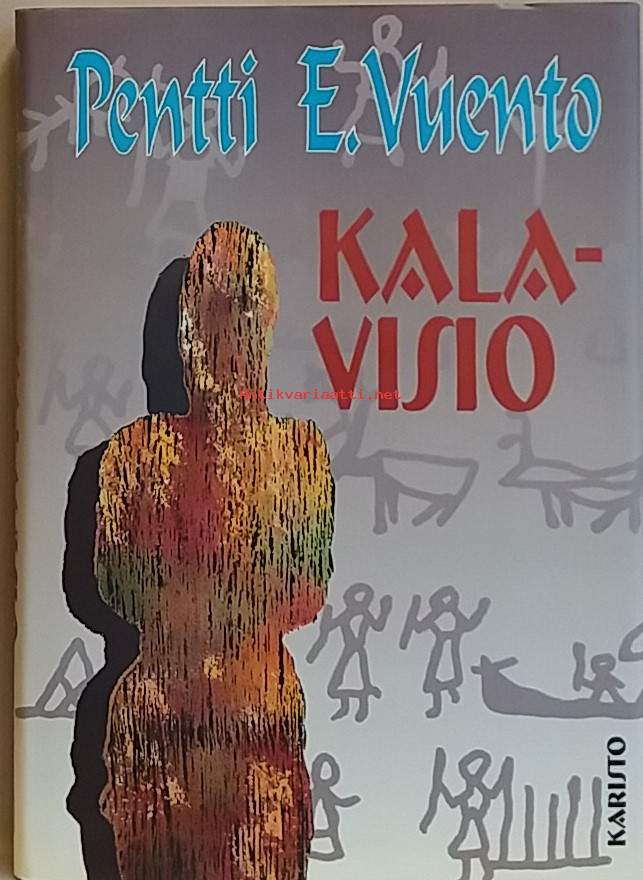 Pentti E. Vuento
KALA-
VISIO
Antikvariaatti.net
KARISTO